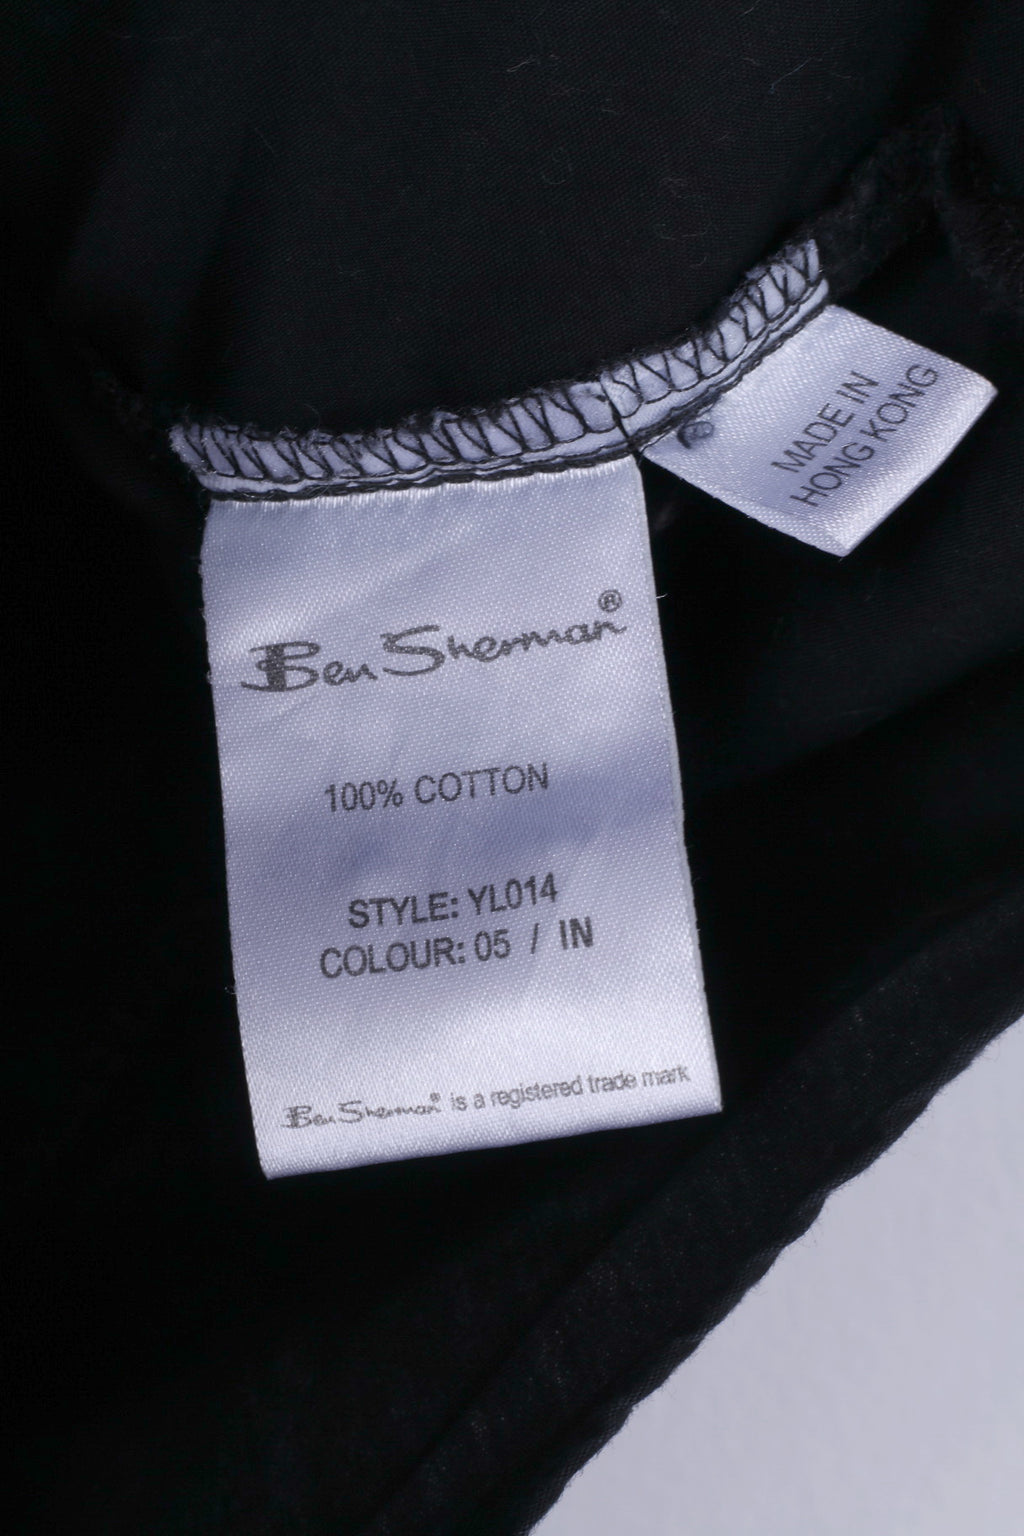 MADE IN
HONG KONG
Ben Sherman®
100% COTTON
STYLE: YL014
COLOUR: 05 / IN
Ben Sherman® is a registered trade mark